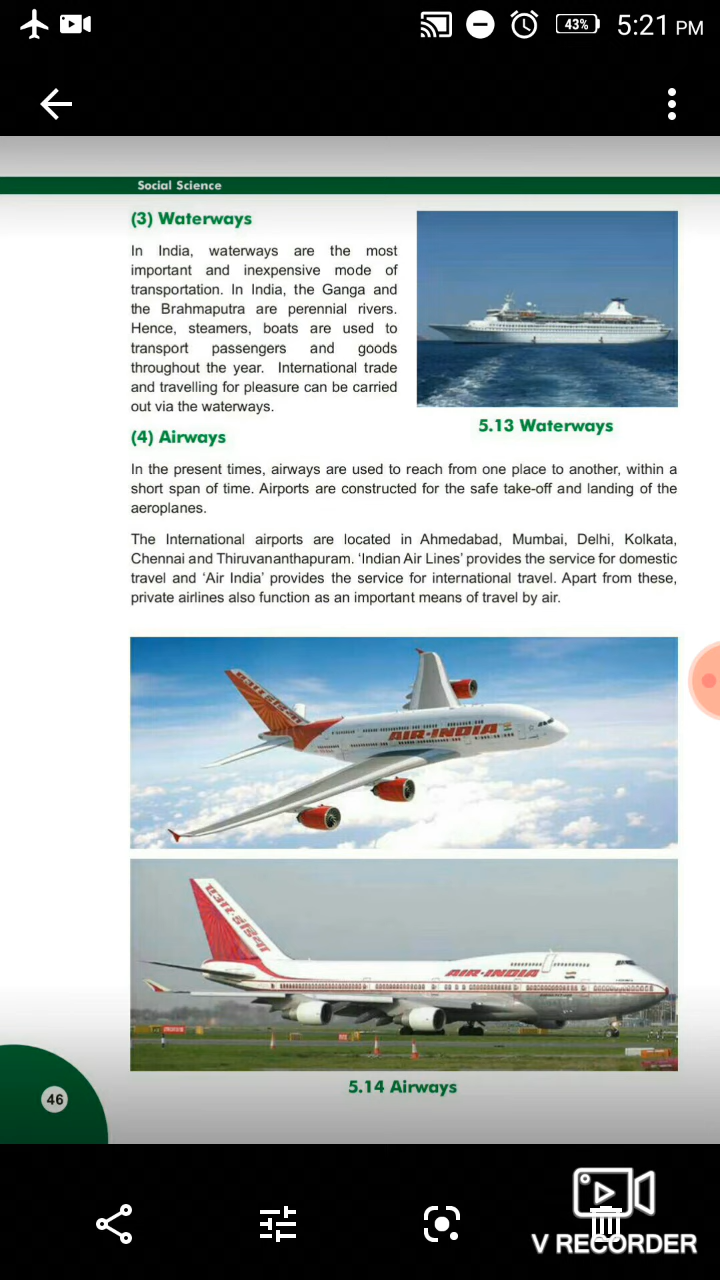 43%
5:21 PM
Social Science
(3) Waterways
In India, waterways are the most
important and inexpensive mode of
transportation. In India, the Ganga and
the Brahmaputra are perennial rivers.
Hence, steamers, boats are used to
transport passengers and goods
throughout the year. International trade
and travelling for pleasure can be carried
out via the waterways.
5.13 Waterways
(4) Airways
In the present times, airways are used to reach from one place to another, within a
short span of time. Airports are constructed for the safe take-off and landing of the
aeroplanes.
The International airports are located in Ahmedabad, Mumbai, Delhi, Kolkata,
Chennai and Thiruvananthapuram. ‘Indian Air Lines’ provides the service for domestic
travel and ‘Air India’ provides the service for international travel. Apart from these,
private airlines also function as an important means of travel by air.
AIR-INDIA
AIR-INDIA
5.14 Airways
46
V RECORDER